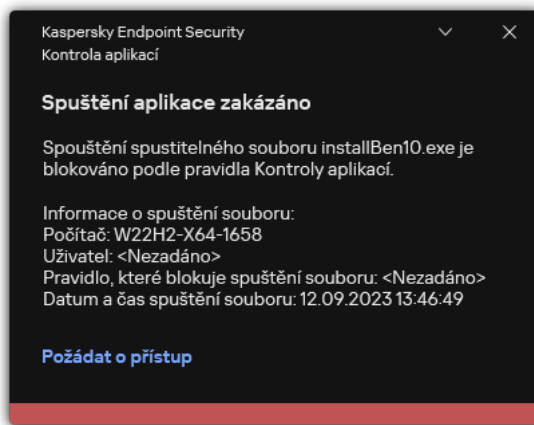 Kaspersky Endpoint Security
Kontrola aplikací
Spuštění aplikace zakázáno
Spouštění spustitelného souboru installBen10.exe je
blokováno podle pravidla Kontroly aplikací.
Informace o spuštění souboru:
Počítač: W22H2-X64-1658
Uživatel: <Nezadáno>
Pravidlo, které blokuje spuštění souboru: <Nezadáno>
Datum a čas spuštění souboru: 12.09.2023 13:46:49
Požádat o přístup